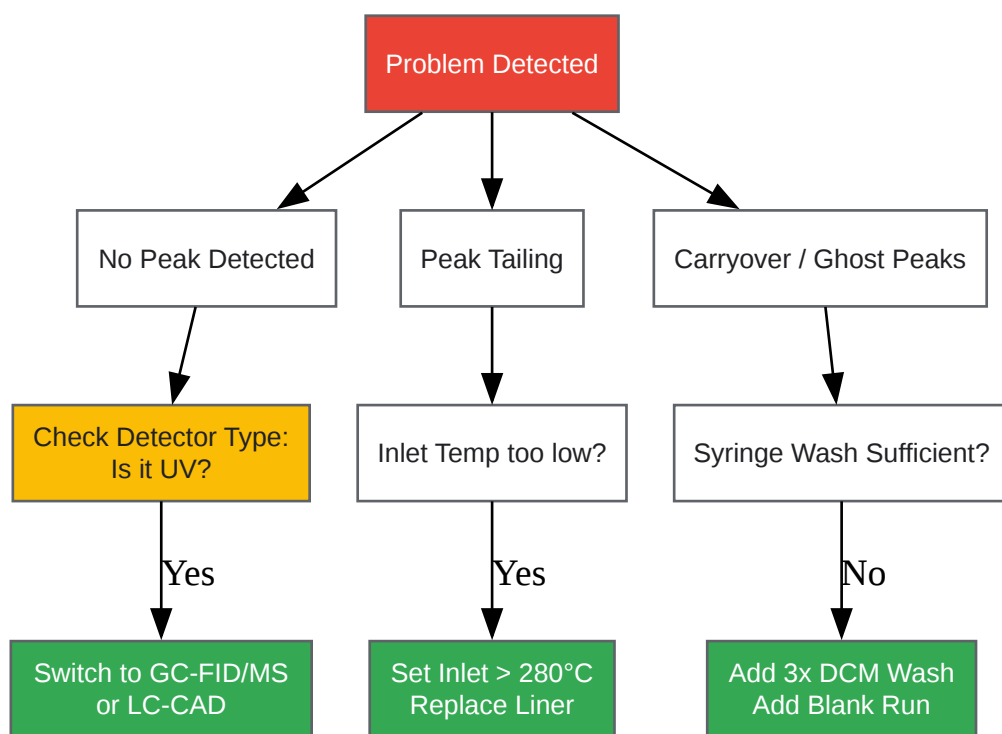 Problem Detected
No Peak Detected
Peak Tailing
Carryover / Ghost Peaks
Check Detector Type:
Is it UV?
Inlet Temp too low?
Syringe Wash Sufficient?
Yes
Yes
No
Switch to GC-FID/MS
or LC-CAD
Set Inlet > 280°C
Replace Liner
Add 3x DCM Wash
Add Blank Run